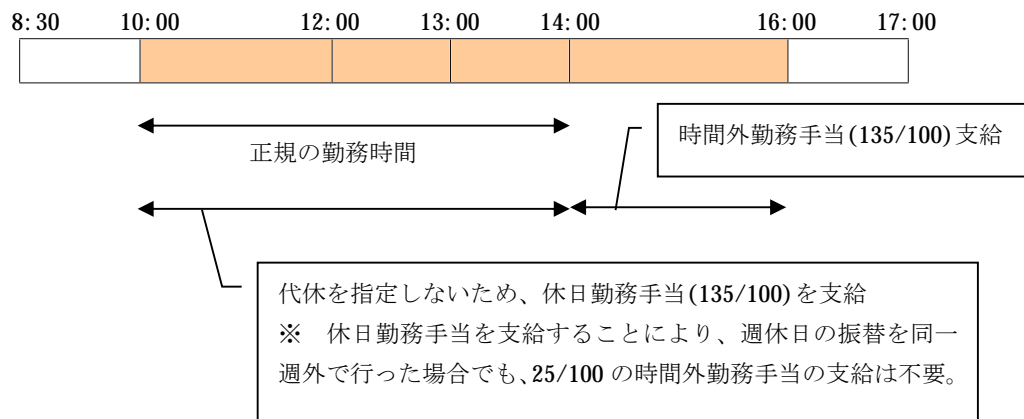 8:30 10:00 12:00 13:00 14:00 16:00 17:00
正規の勤務時間
時間外勤務手当(135/100)支給
代休を指定しないため、休日勤務手当(135/100)を支給
※　休日勤務手当を支給することにより、週休日の振替を同一
週外で行った場合でも、25/100 の時間外勤務手当の支給は不要。